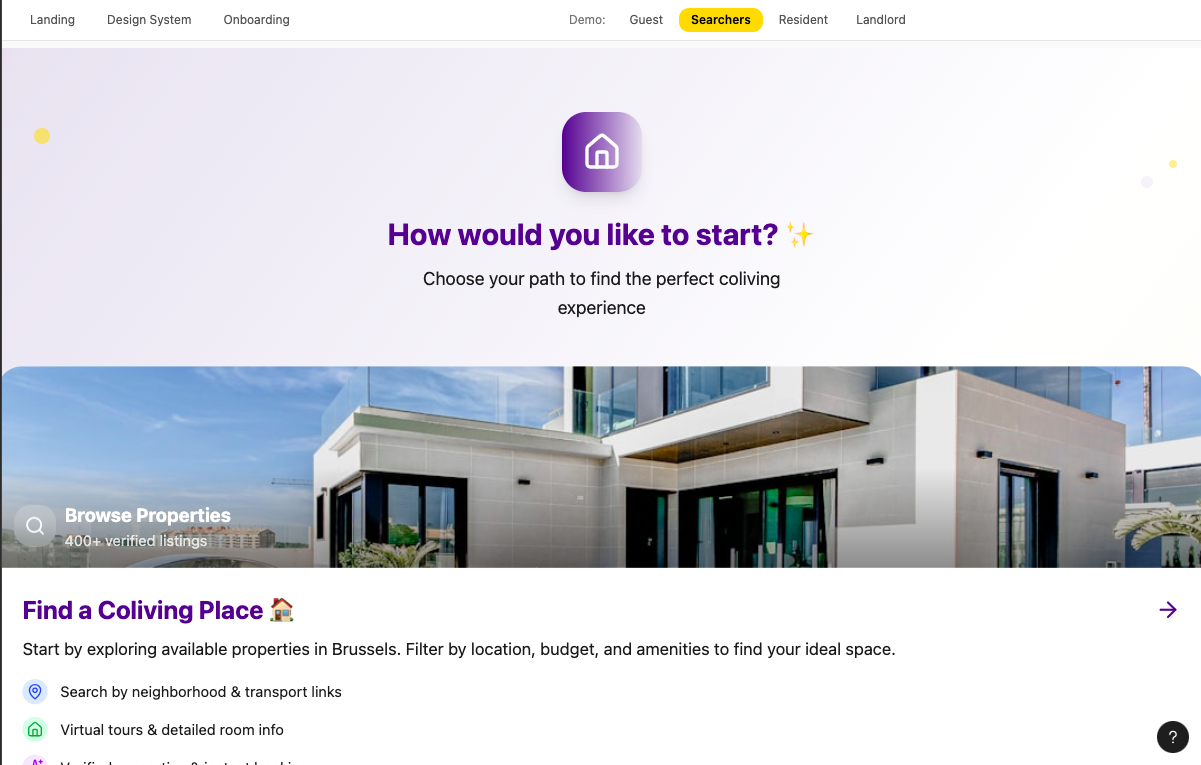 Landing Design System Onboarding Demo: Guest Searchers Resident Landlord
How would you like to start? ✨
Choose your path to find the perfect coliving
experience
Browse Properties
400+ verified listings
Find a Coliving Place 🏠
Start by exploring available properties in Brussels. Filter by location, budget, and amenities to find your ideal space.
Search by neighborhood & transport links
Virtual tours & detailed room info
?